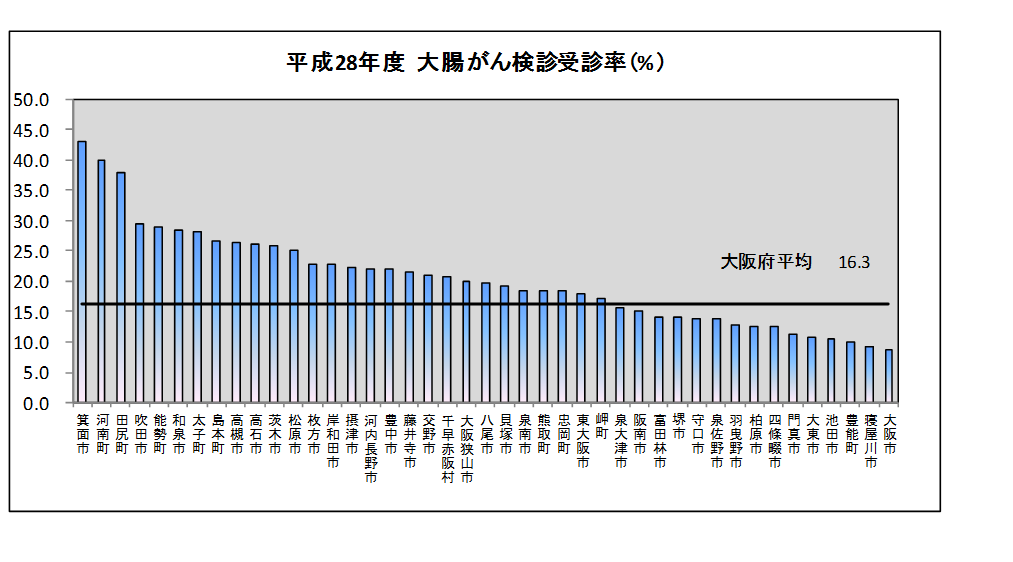 平成28年度 大腸がん検診受診率(%)
50.0
45.0
40.0
35.0
30.0
25.0
20.0
15.0
10.0
5.0
0.0
大阪府平均 16.3
箕面市
河南町
田尻町
吹田市
能勢町
和泉市
太子町
島本町
高槻市
高石市
茨木市
松原市
枚方市
岸和田市
摂津市
河内長野市
豊中市
藤井寺市
交野市
千早赤阪村
大阪狭山市
八尾市
貝塚市
泉南市
熊取町
忠岡町
東大阪市
岬町
泉大津市
阪南市
富田林市
堺市
守口市
泉佐野市
羽曳野市
柏原市
四條畷市
門真市
大東市
池田市
豊能町
寝屋川市
大阪市